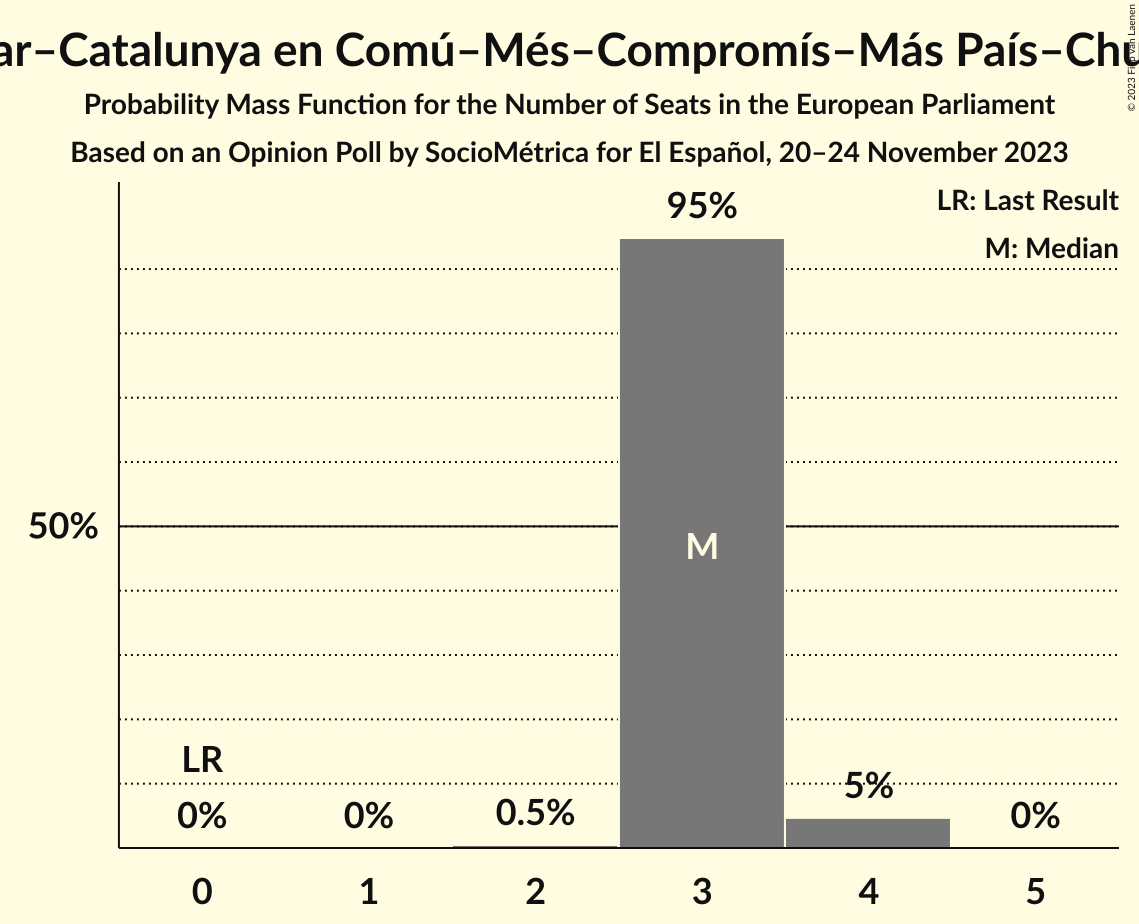 ar–Catalunya en Comú–Més–Compromís–Más País–Chu
© 2023 Filip van Laenen
Probability Mass Function for the Number of Seats in the European Parliament
Based on an Opinion Poll by SocioMétrica for El Español, 20–24 November 2023
LR: Last Result
M: Median
95%
50%
M
LR
0%
0%
0.5%
5%
0%
0
1
2
3
4
5